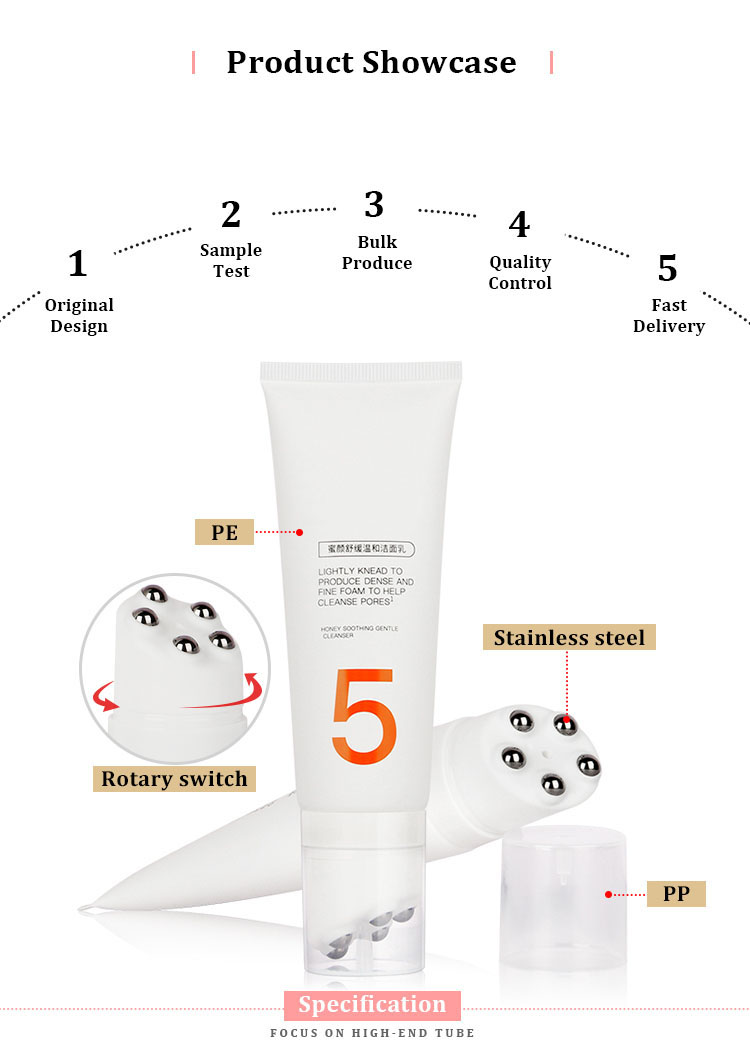 Product Showcase
1
Original
Design
2
Sample
Test
3
Bulk
Produce
4
Quality
Control
5
Fast
Delivery
PE
蜜颜舒缓温和洁面乳
LIGHTLY KNEAD TO
PRODUCE DENSE AND
FINE FOAM TO HELP
CLEANSE PORES¹
HONEY SOOTHING GENTLE
CLEANSER
5
Stainless steel
Rotary switch
PP
Specification
FOCUS ON HIGH-END TUBE